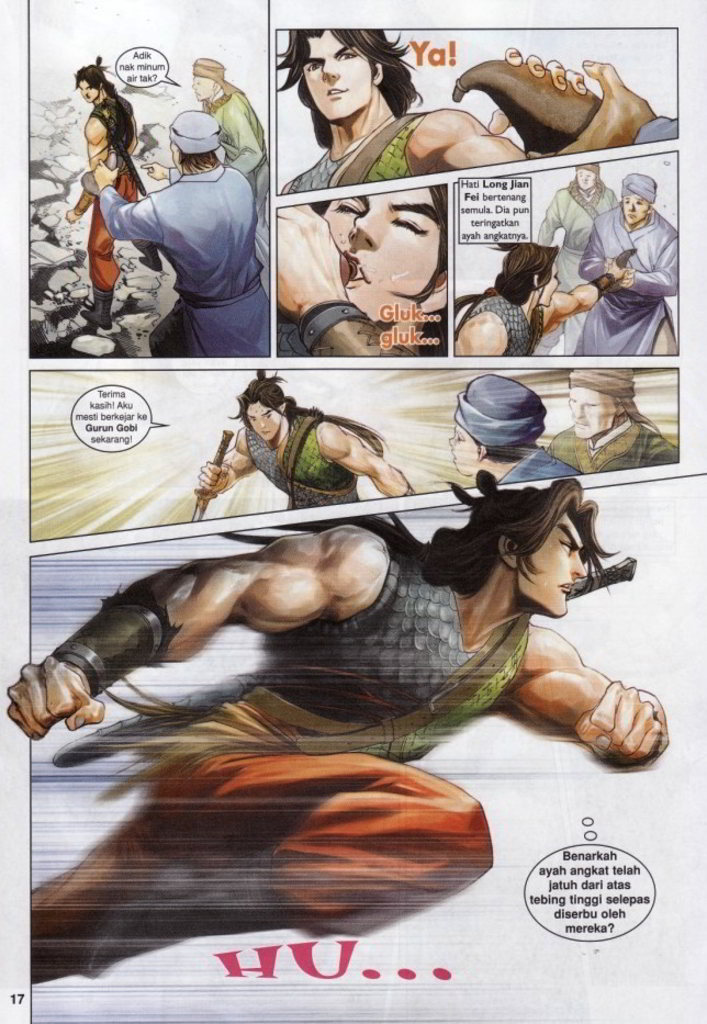 Adik
nak minum
air tak?
Ya!
Gluk...
gluk...
Hati Long Jian
Fei bertenang
semula. Dia pun
teringatkan
ayah angkatnya.
Terima
kasih! Aku
mesti berkejar ke
Gurun Gobi
sekarang!
Benarkah
ayah angkat telah
jatuh dari atas
tebing tinggi selepas
diserbu oleh
mereka?
HU...
17